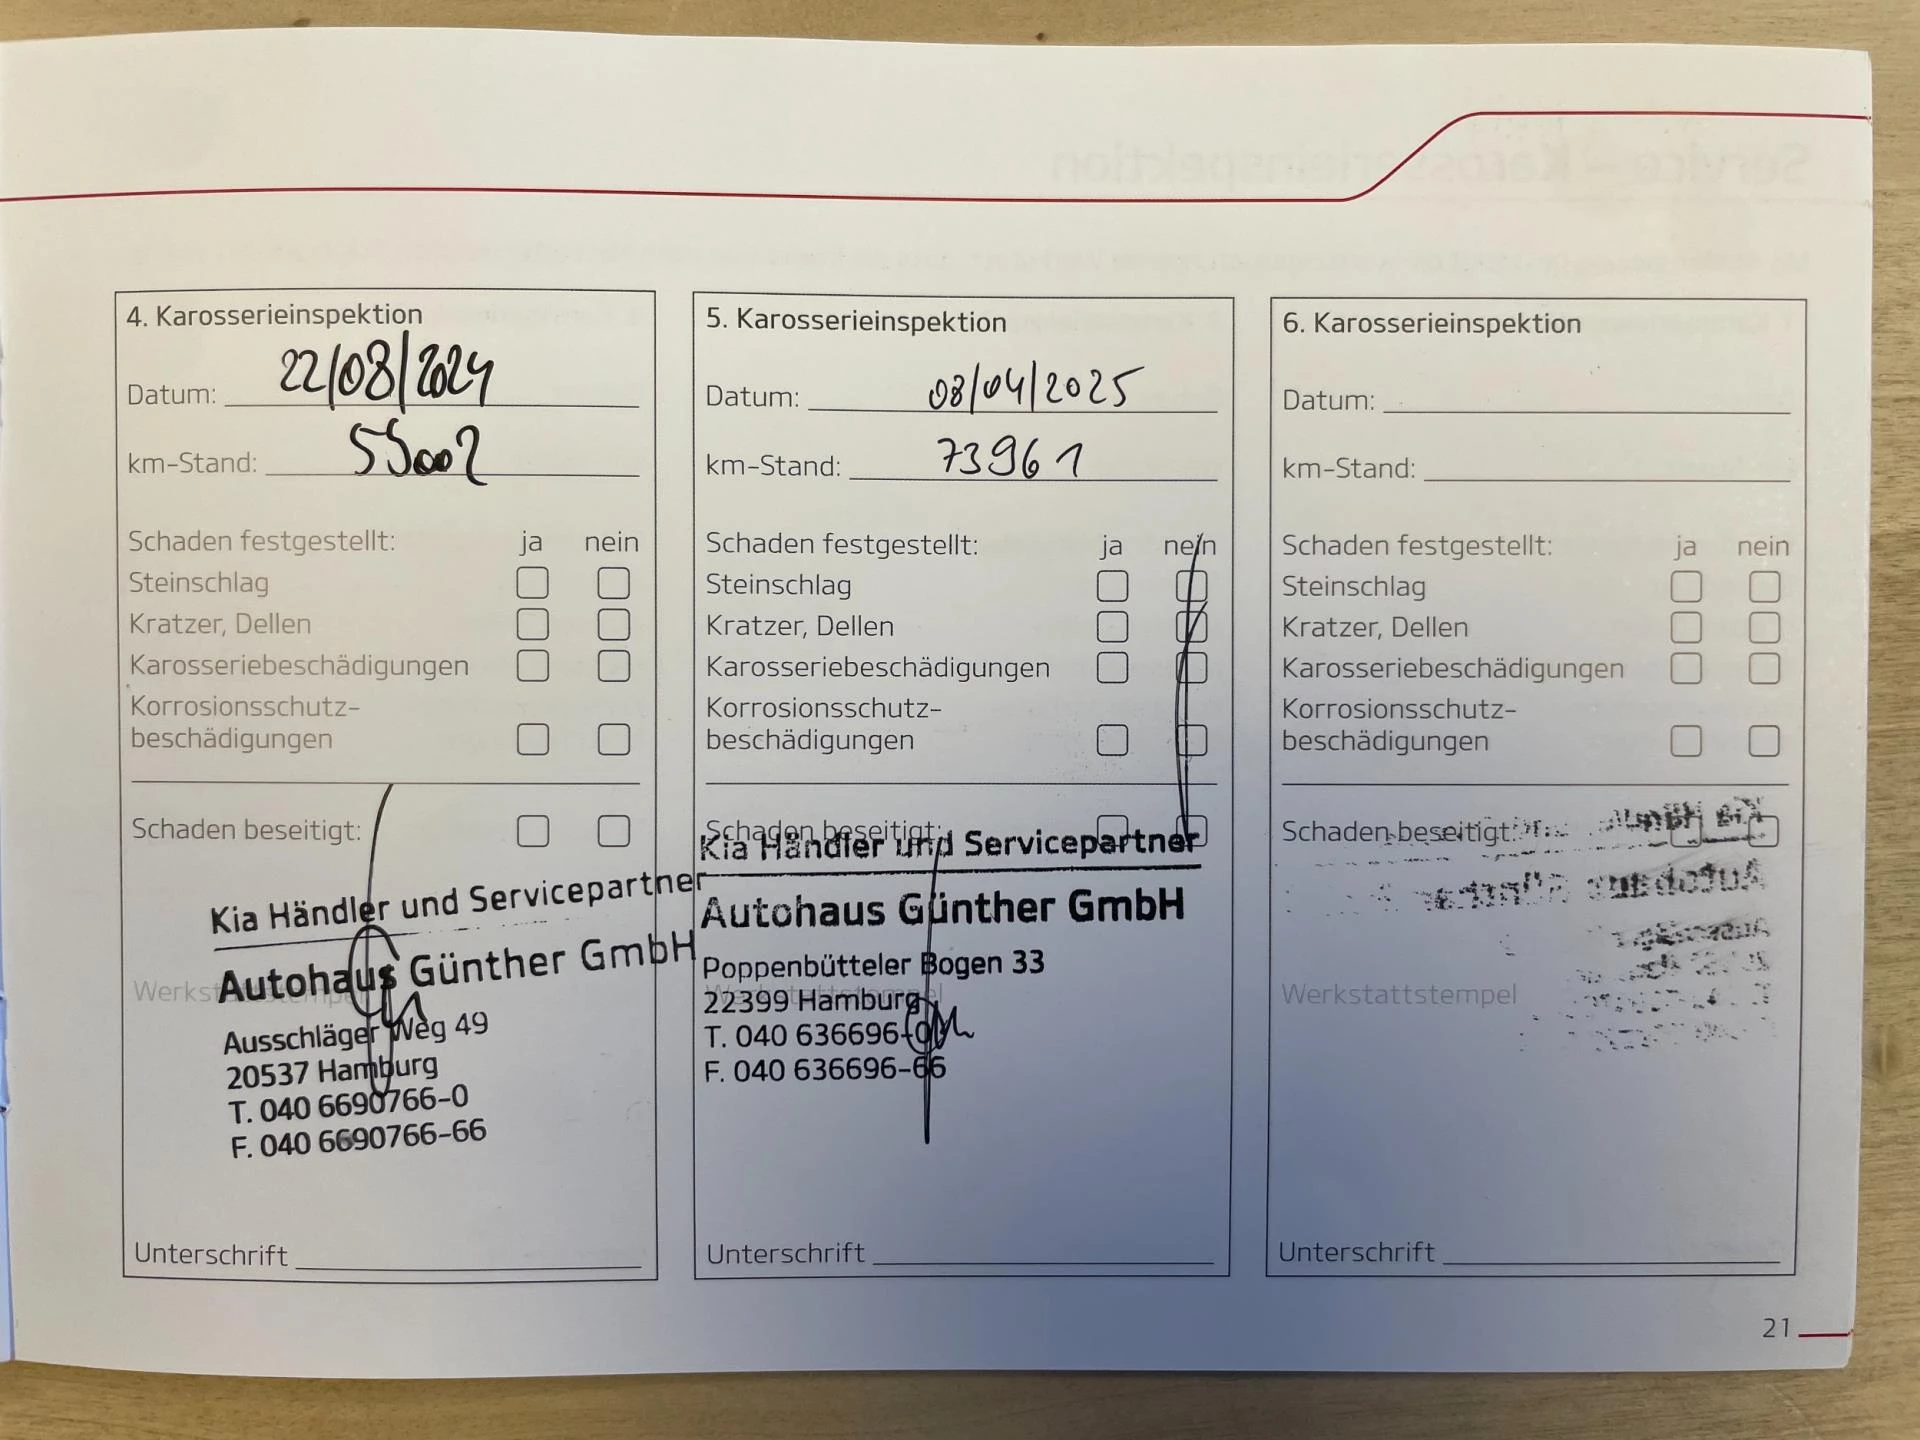 4. Karosserieinspektion
Datum: 22/08/2024
km-Stand: 55002
Schaden festgestellt: ja nein
Steinschlag
Kratzer, Dellen
Karosseriebeschädigungen
Korrosionsschutz-
beschädigungen
Schaden beseitigt:
Kia Händler und Servicepartner
Autohaus Günther GmbH
Werkstattstempel
Ausschläger Weg 49
20537 Hamburg
T. 040 6690766-0
F. 040 6690766-66
Unterschrift
5. Karosserieinspektion
Datum: 08/04/2025
km-Stand: 73961
Schaden festgestellt: ja nein
Steinschlag
Kratzer, Dellen
Karosseriebeschädigungen
Korrosionsschutz-
beschädigungen
Schaden beseitigt:
Kia Händler und Servicepartner
Autohaus Günther GmbH
Poppenbütteler Bogen 33
Werkstattstempel
22399 Hamburg
T. 040 636696-0
F. 040 636696-66
Unterschrift
6. Karosserieinspektion
Datum:
km-Stand:
Schaden festgestellt: ja nein
Steinschlag
Kratzer, Dellen
Karosseriebeschädigungen
Korrosionsschutz-
beschädigungen
Schaden beseitigt:
Werkstattstempel
Unterschrift
21